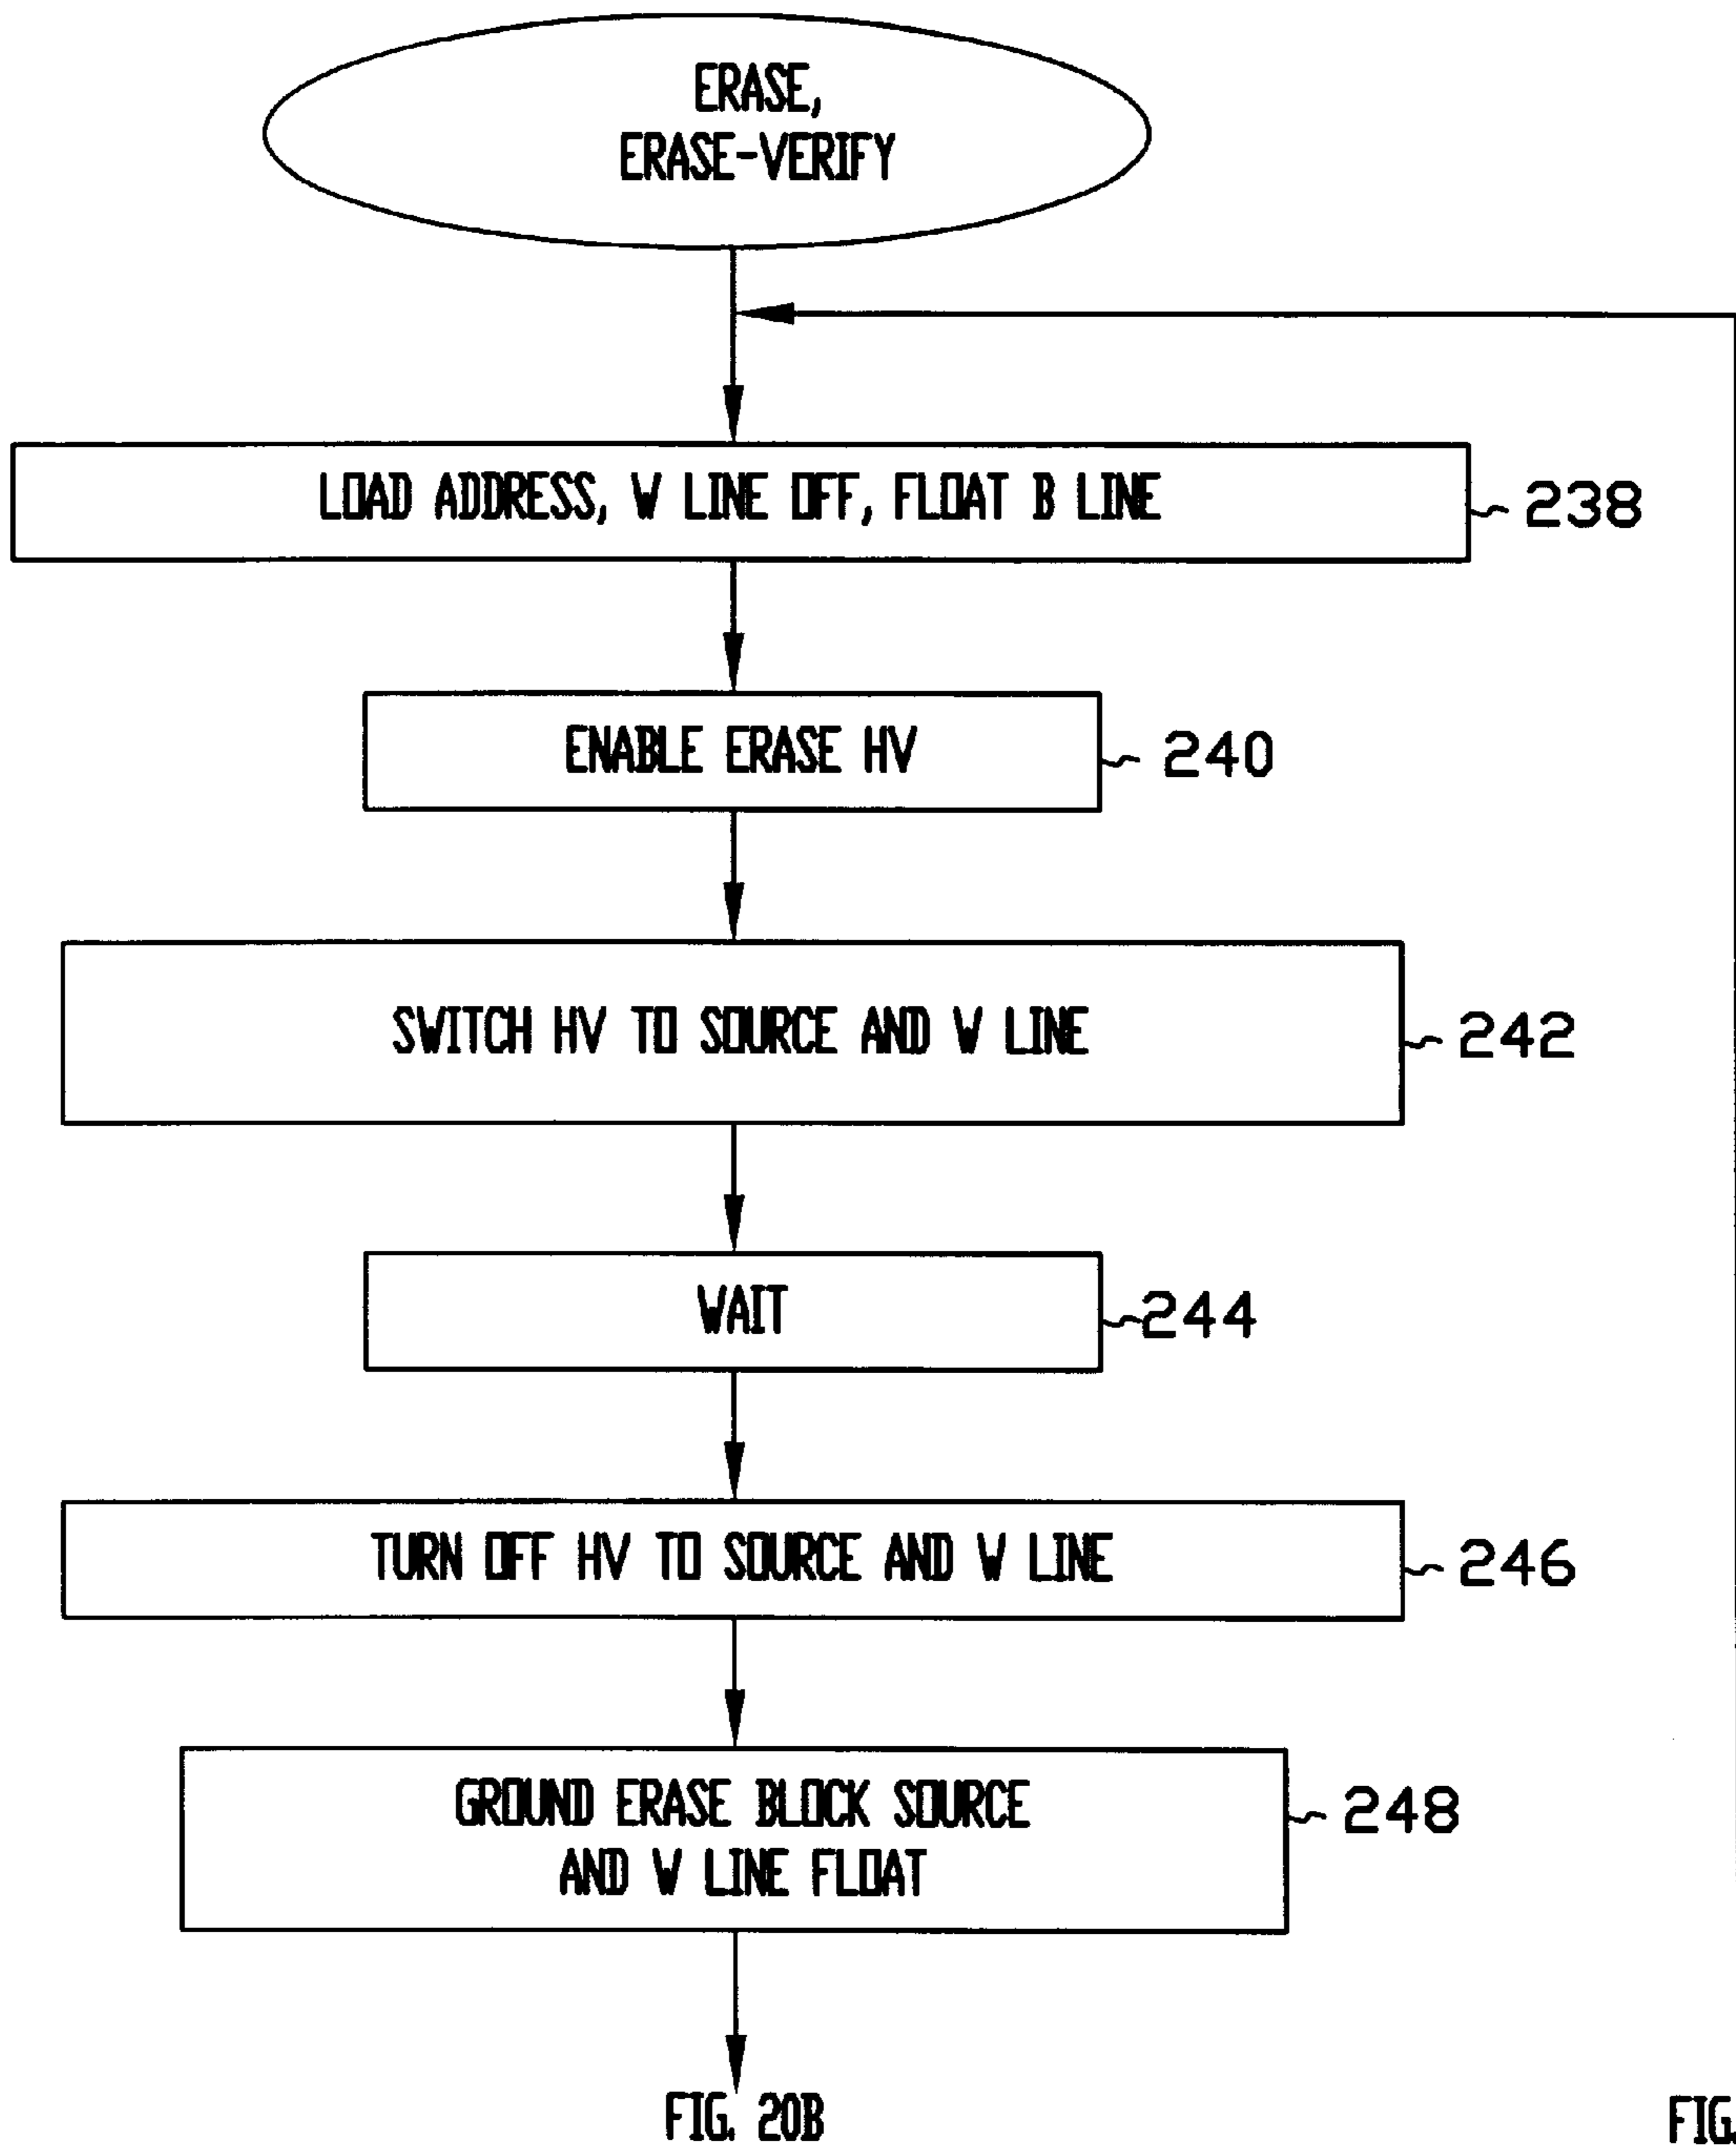 ERASE,
ERASE-VERIFY
LOAD ADDRESS, W LINE OFF, FLOAT B LINE
238
ENABLE ERASE HV
240
SWITCH HV TO SOURCE AND W LINE
242
WAIT
244
TURN OFF HV TO SOURCE AND W LINE
246
GROUND ERASE BLOCK SOURCE
AND W LINE FLOAT
248
FIG. 20B
FIG.